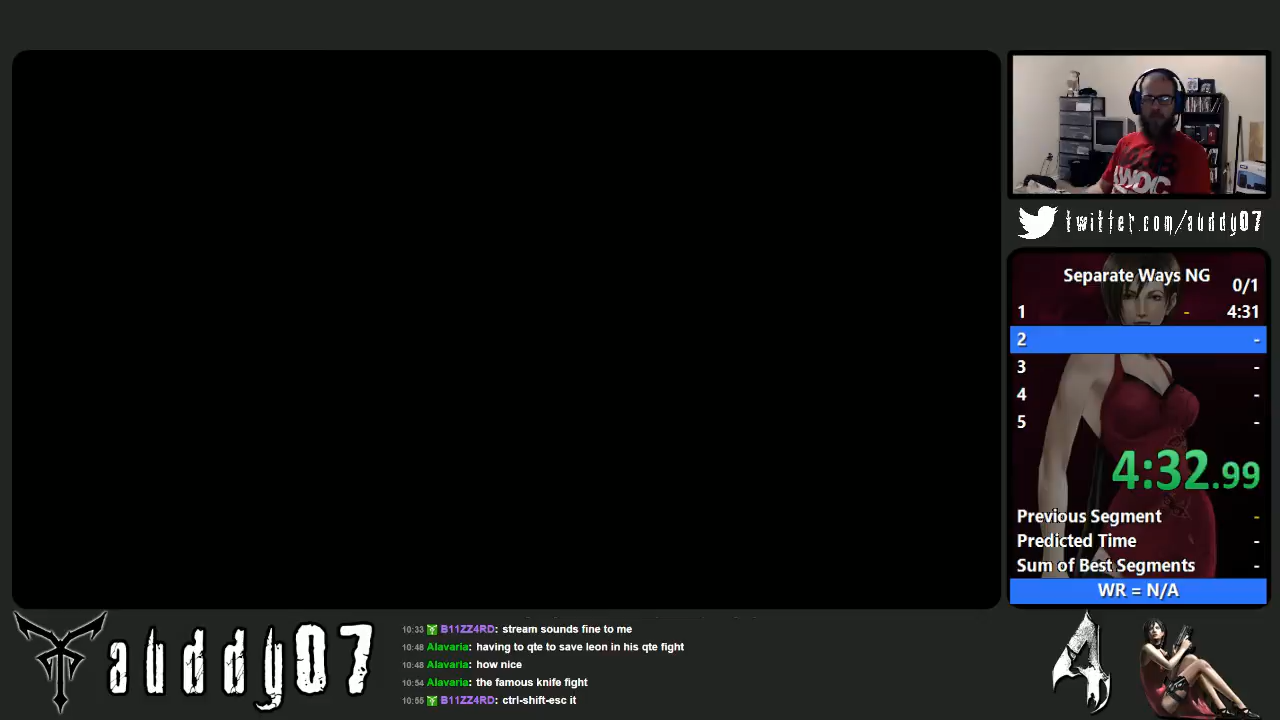 twitter.com/auddy07
Separate Ways NG
0/1
1 - 4:31
2 -
3 -
4 -
5 -
4:32.99
Previous Segment -
Predicted Time -
Sum of Best Segments -
WR = N/A
auddy07
10:33 B11ZZ4RD: stream sounds fine to me
10:48 Alavaria: having to qte to save leon in his qte fight
10:48 Alavaria: how nice
10:54 Alavaria: the famous knife fight
10:55 B11ZZ4RD: ctrl-shift-esc it
4